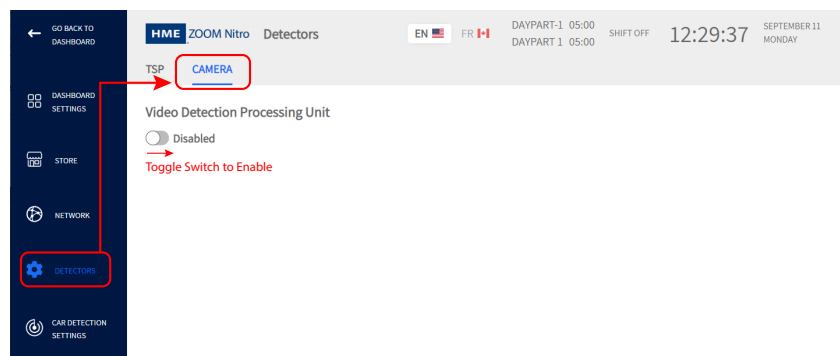 GO BACK TO
DASHBOARD
HME ZOOM Nitro Detectors
EN FR
DAYPART-1 05:00
DAYPART 1 05:00
SHIFT OFF
12:29:37
SEPTEMBER 11
MONDAY
TSP CAMERA
DASHBOARD
SETTINGS
Video Detection Processing Unit
Disabled
Toggle Switch to Enable
STORE
NETWORK
DETECTORS
CAR DETECTION
SETTINGS